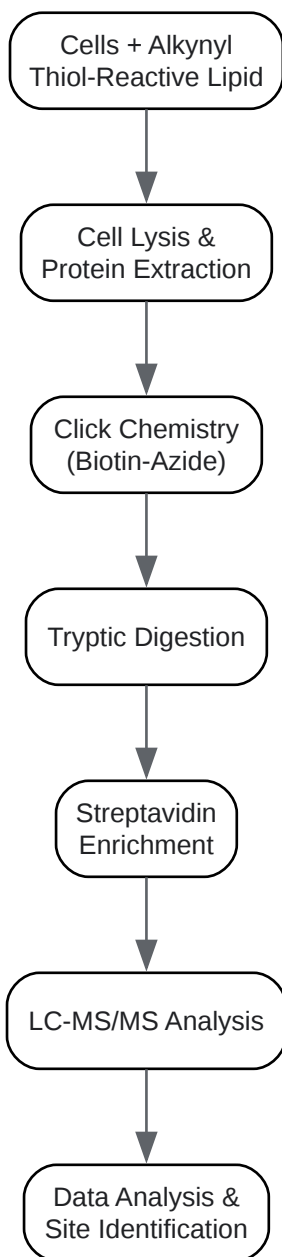 Cells + Alkynyl
Thiol-Reactive Lipid
Cell Lysis &
Protein Extraction
Click Chemistry
(Biotin-Azide)
Tryptic Digestion
Streptavidin
Enrichment
LC-MS/MS Analysis
Data Analysis &
Site Identification